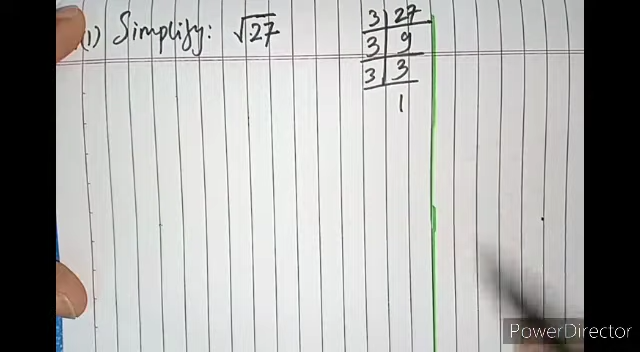 (1) Simplify: √27
3 | 27
3 | 9
3 | 3
1
PowerDirector